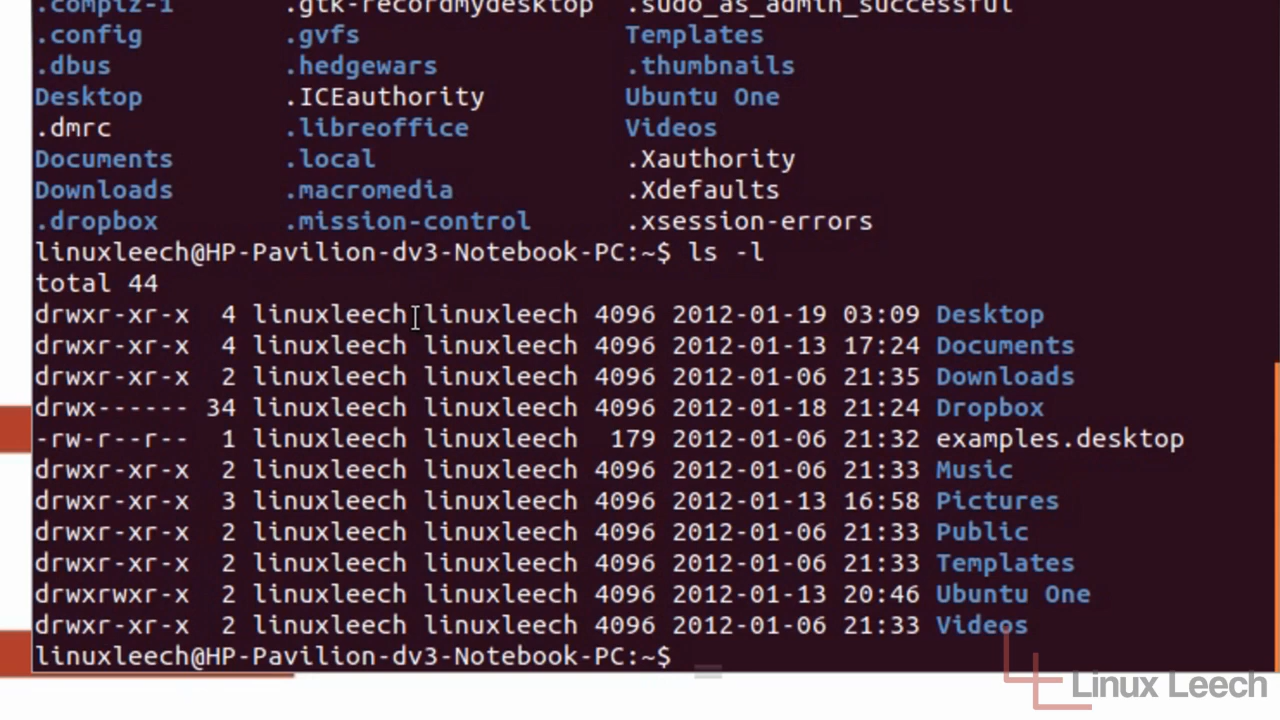 .compiz-1 .gtk-recordmydesktop .sudo_as_admin_successful
.config .gvfs Templates
.dbus .hedgewars .thumbnails
Desktop .ICEauthority Ubuntu One
.dmrc .libreoffice Videos
Documents .local .Xauthority
Downloads .macromedia .Xdefaults
.dropbox .mission-control .xsession-errors
linuxleech@HP-Pavilion-dv3-Notebook-PC:~$ ls -l
total 44
drwxr-xr-x 4 linuxleech linuxleech 4096 2012-01-19 03:09 Desktop
drwxr-xr-x 4 linuxleech linuxleech 4096 2012-01-13 17:24 Documents
drwxr-xr-x 2 linuxleech linuxleech 4096 2012-01-06 21:35 Downloads
drwx------ 34 linuxleech linuxleech 4096 2012-01-18 21:24 Dropbox
-rw-r--r-- 1 linuxleech linuxleech 179 2012-01-06 21:32 examples.desktop
drwxr-xr-x 2 linuxleech linuxleech 4096 2012-01-06 21:33 Music
drwxr-xr-x 3 linuxleech linuxleech 4096 2012-01-13 16:58 Pictures
drwxr-xr-x 2 linuxleech linuxleech 4096 2012-01-06 21:33 Public
drwxr-xr-x 2 linuxleech linuxleech 4096 2012-01-06 21:33 Templates
drwxrwxr-x 2 linuxleech linuxleech 4096 2012-01-13 20:46 Ubuntu One
drwxr-xr-x 2 linuxleech linuxleech 4096 2012-01-06 21:33 Videos
linuxleech@HP-Pavilion-dv3-Notebook-PC:~$
Linux Leech